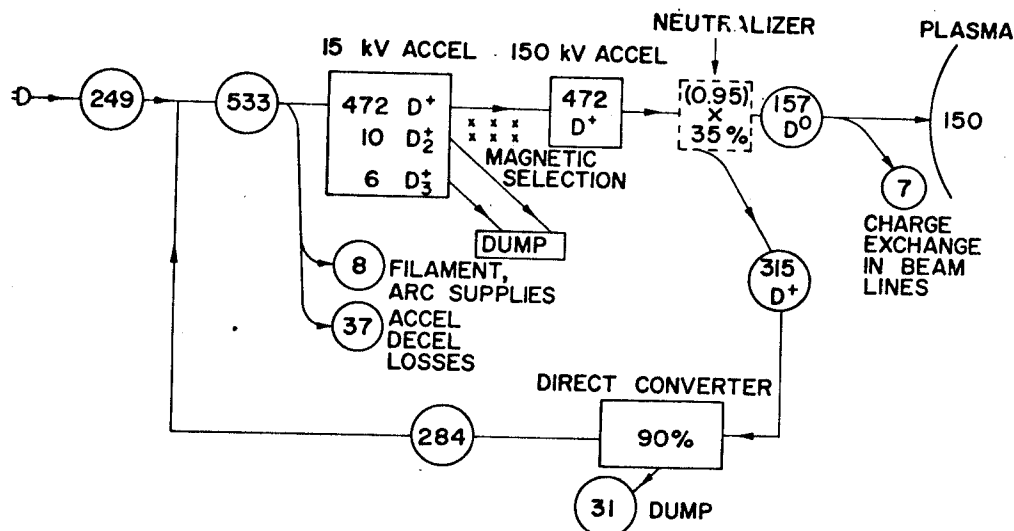 NEUTRALIZER
PLASMA
15 kV ACCEL
150 kV ACCEL
249
533
472 D⁺
10 D₂⁺
6 D₃⁺
x x x
x x x
MAGNETIC
SELECTION
DUMP
472
D⁺
(0.95)
x
35%
157
D⁰
150
7
CHARGE
EXCHANGE
IN BEAM
LINES
8
FILAMENT,
ARC SUPPLIES
37
ACCEL
DECEL
LOSSES
315
D⁺
DIRECT CONVERTER
90%
284
31
DUMP